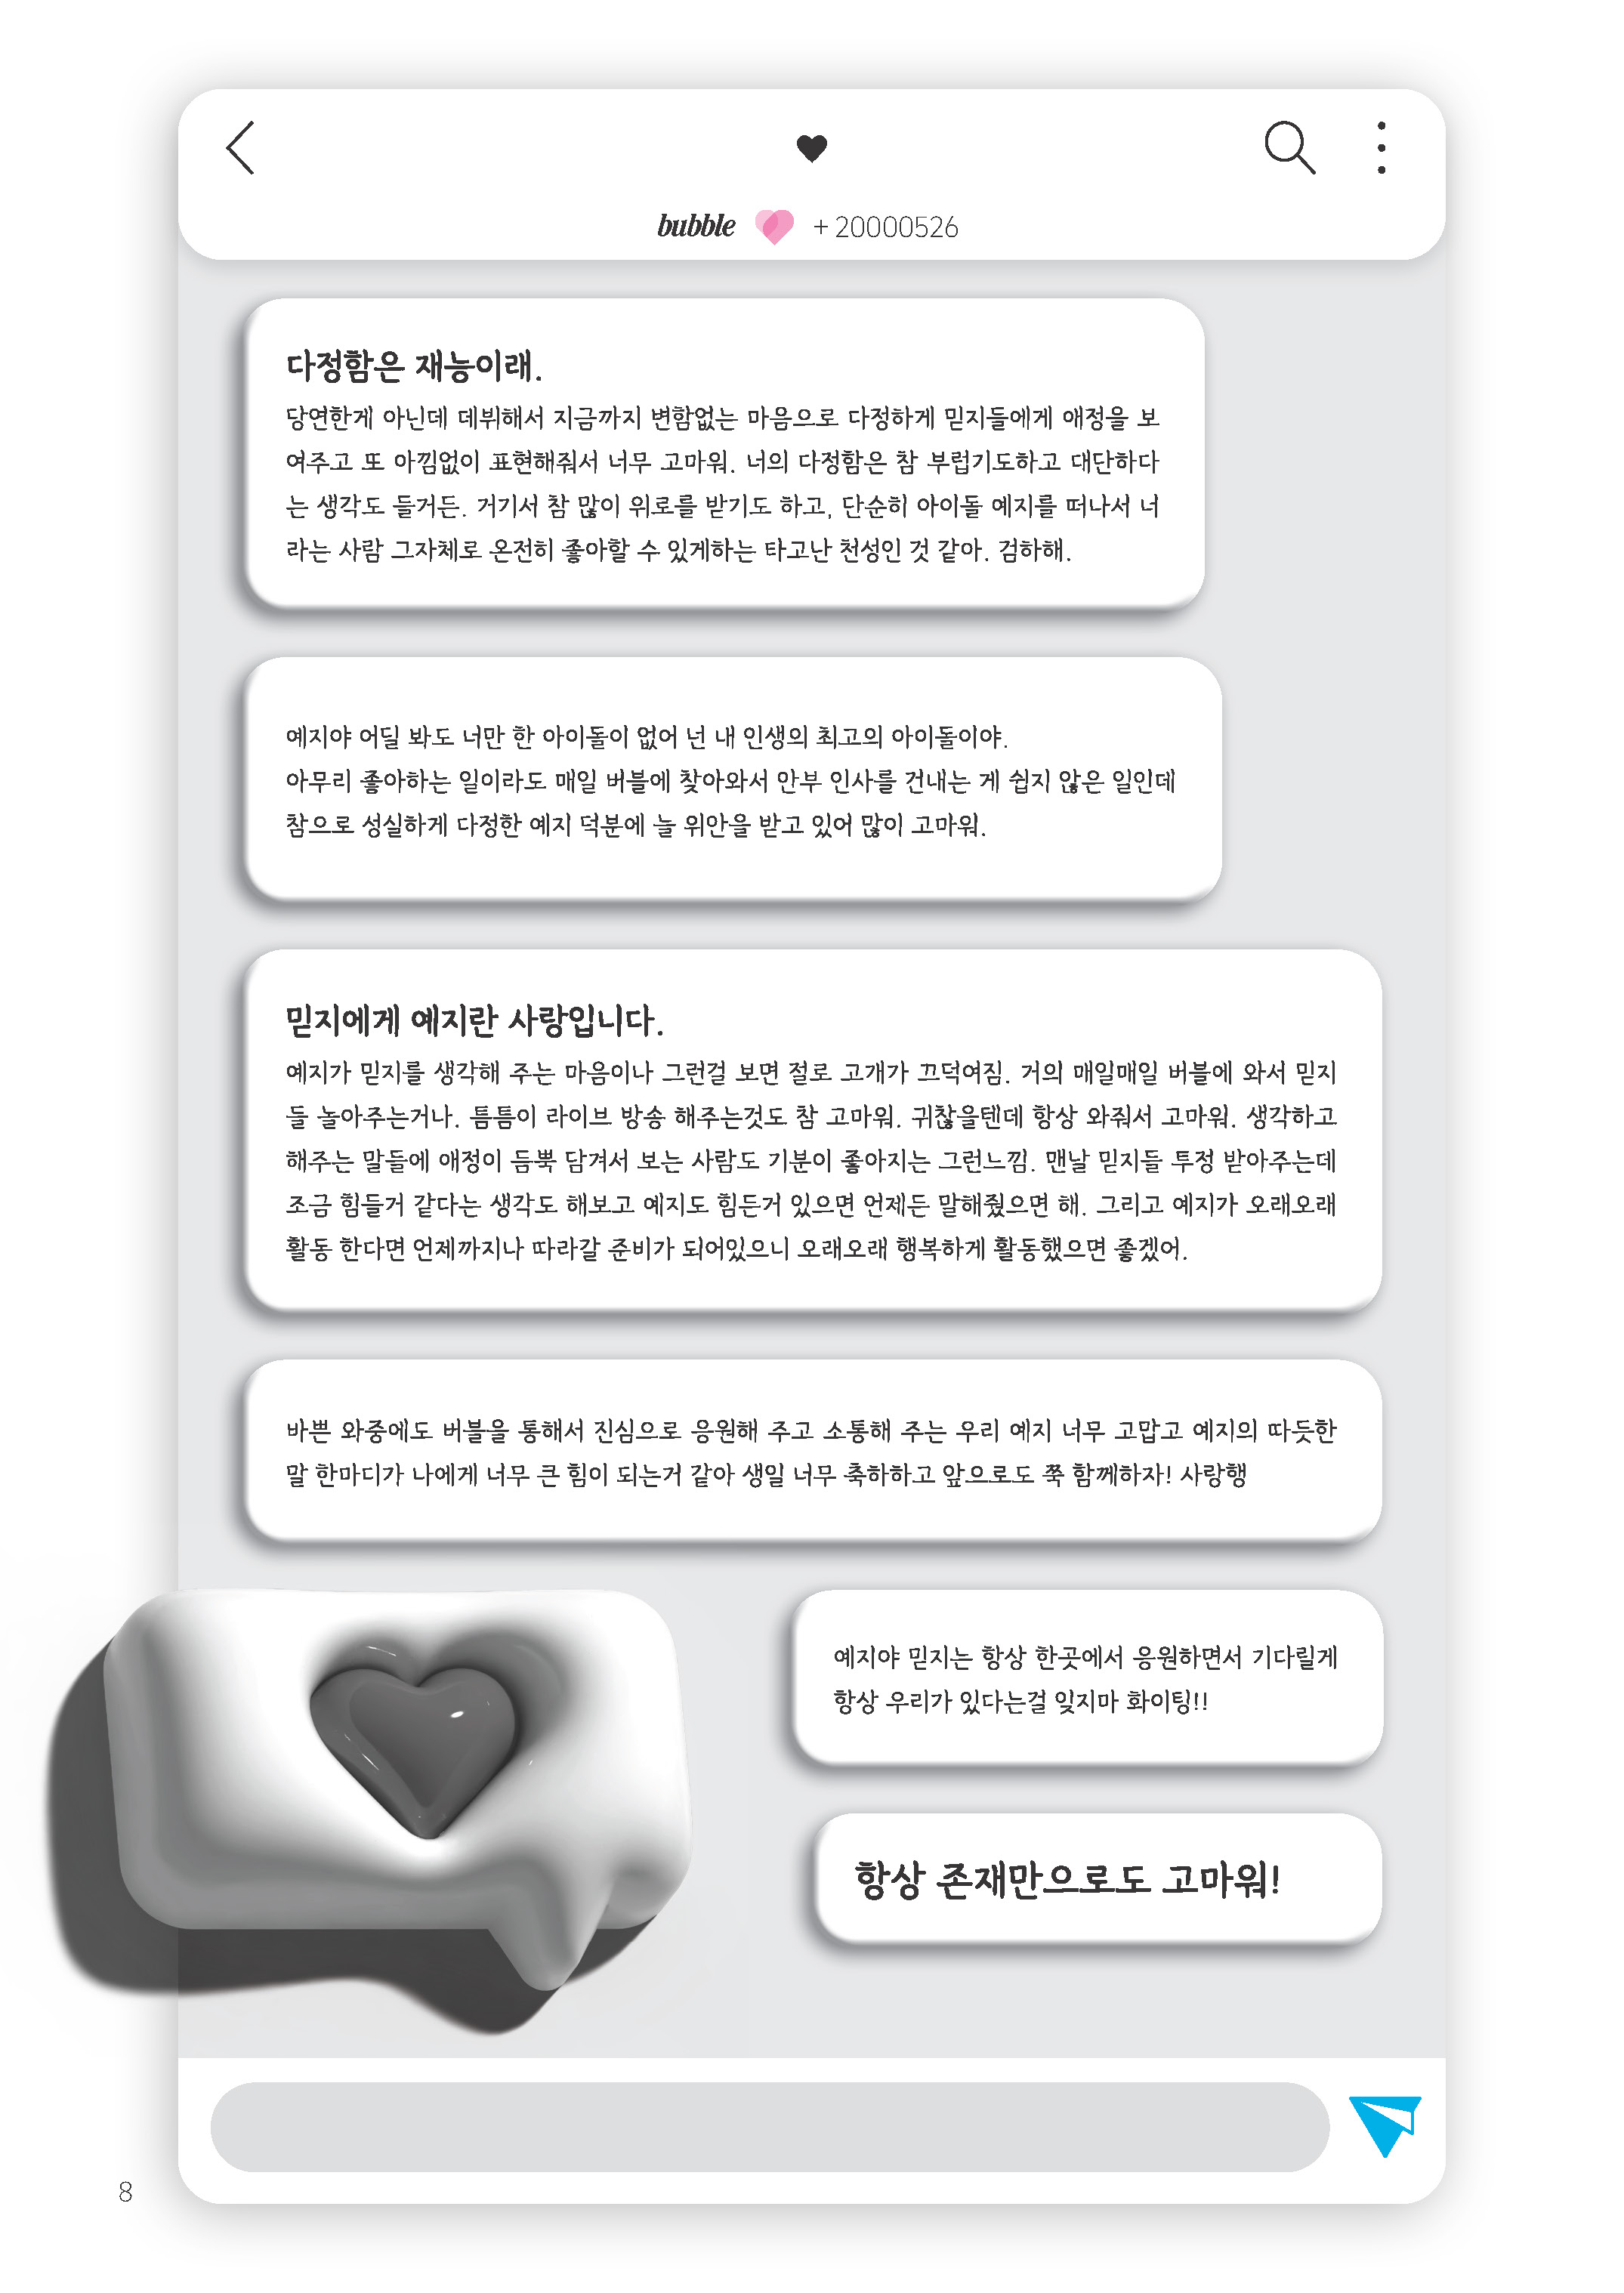 bubble + 20000526
다정함은 재능이래.
당연한게 아닌데 데뷔해서 지금까지 변함없는 마음으로 다정하게 믿지들에게 애정을 보
여주고 또 아낌없이 표현해줘서 너무 고마워. 너의 다정함은 참 부럽기도하고 대단하다
는 생각도 들거든. 거기서 참 많이 위로를 받기도 하고, 단순히 아이돌 예지를 떠나서 너
라는 사람 그자체로 온전히 좋아할 수 있게하는 타고난 천성인 것 같아. 검하해.
예지야 어딜 봐도 너만 한 아이돌이 없어 넌 내 인생의 최고의 아이돌이야.
아무리 좋아하는 일이라도 매일 버블에 찾아와서 안부 인사를 건내는 게 쉽지 않은 일인데
참으로 성실하게 다정한 예지 덕분에 늘 위안을 받고 있어 많이 고마워.
믿지에게 예지란 사랑입니다.
예지가 믿지를 생각해 주는 마음이나 그런걸 보면 절로 고개가 끄덕여짐. 거의 매일매일 버블에 와서 믿지
들 놀아주는거나. 틈틈이 라이브 방송 해주는것도 참 고마워. 귀찮을텐데 항상 와줘서 고마워. 생각하고
해주는 말들에 애정이 듬뿍 담겨서 보는 사람도 기분이 좋아지는 그런느낌. 맨날 믿지들 투정 받아주는데
조금 힘들거 같다는 생각도 해보고 예지도 힘든거 있으면 언제든 말해줬으면 해. 그리고 예지가 오래오래
활동 한다면 언제까지나 따라갈 준비가 되어있으니 오래오래 행복하게 활동했으면 좋겠어.
바쁜 와중에도 버블을 통해서 진심으로 응원해 주고 소통해 주는 우리 예지 너무 고맙고 예지의 따듯한
말 한마디가 나에게 너무 큰 힘이 되는거 같아 생일 너무 축하하고 앞으로도 쭉 함께하자! 사랑행
예지야 믿지는 항상 한곳에서 응원하면서 기다릴게
항상 우리가 있다는걸 잊지마 화이팅!!
항상 존재만으로도 고마워!
8